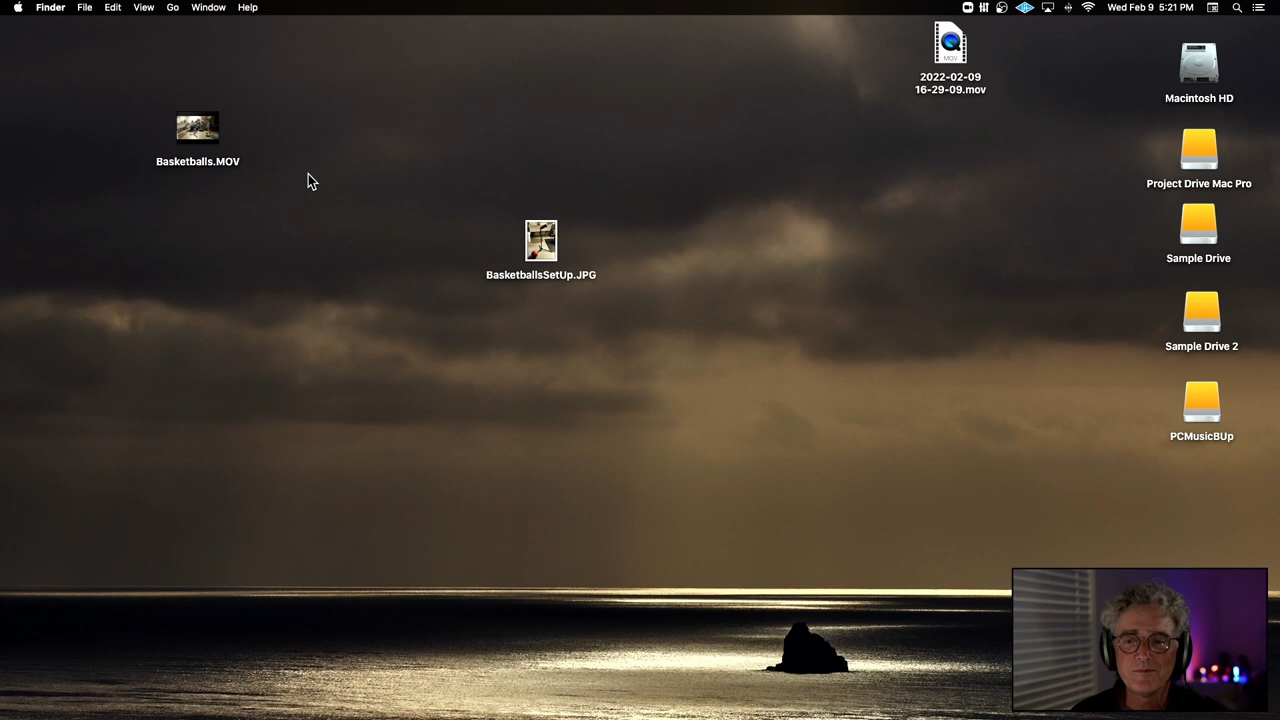 Finder File Edit View Go Window Help
Wed Feb 9 5:21 PM
MOV
2022-02-09
16-29-09.mov
Macintosh HD
Basketballs.MOV
Project Drive Mac Pro
Sample Drive
BasketballsSetUp.JPG
Sample Drive 2
PCMusicBUp